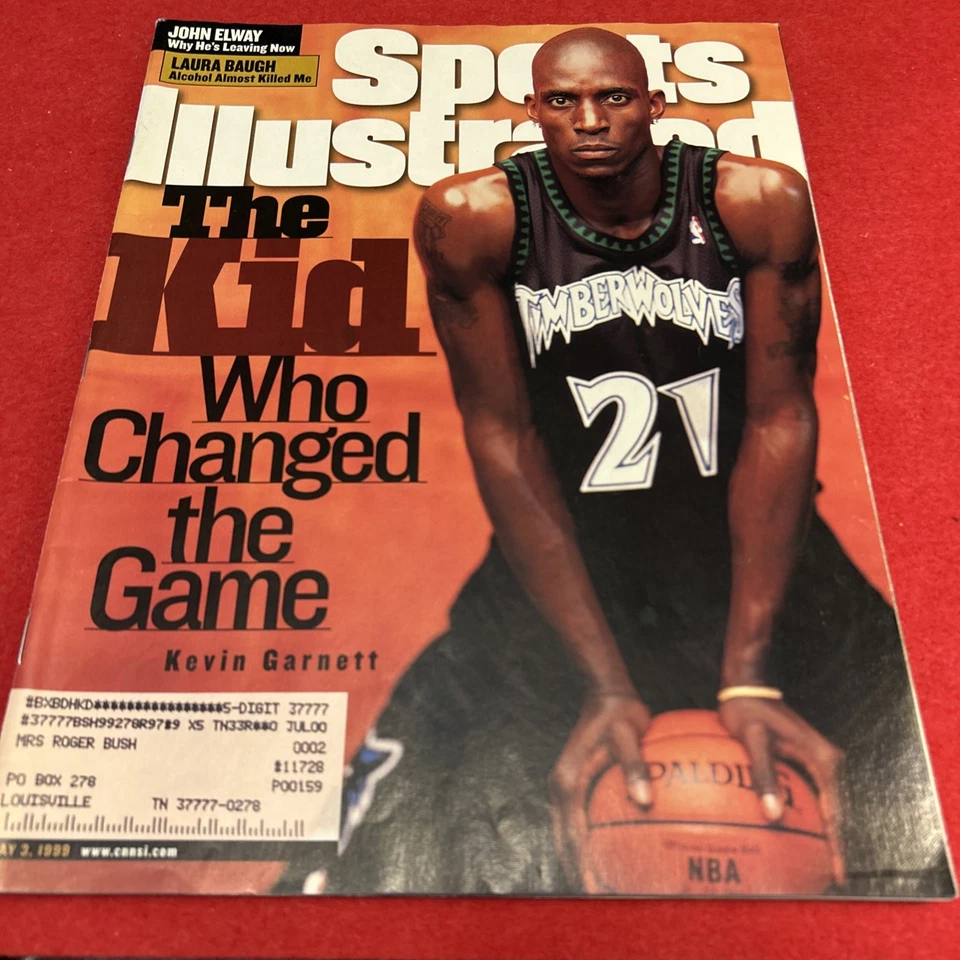 JOHN ELWAY
Why He's Leaving Now
LAURA BAUGH
Alcohol Almost Killed Me
Sports
Illustrated
The
Kid
Who
Changed
the
Game
Kevin Garnett
TIMBERWOLVES
21
#BXBDHKD*****************5-DIGIT 37777
#37777BSH99278R97#9 X5 TN33R**0 JUL00
MRS ROGER BUSH 0002
#11728
PO BOX 278 P00159
LOUISVILLE TN 37777-0278
AY 3, 1999 www.cnnsi.com
SPALDING
NBA